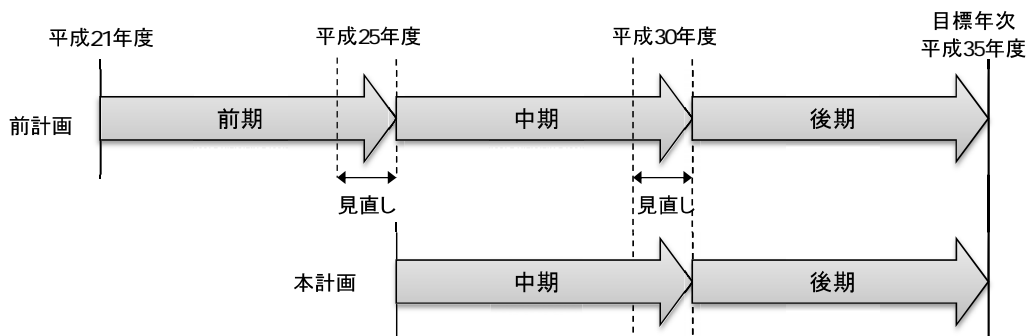 平成21年度
平成25年度
平成30年度
目標年次
平成35年度
前計画
前期
中期
後期
見直し
見直し
本計画
中期
後期